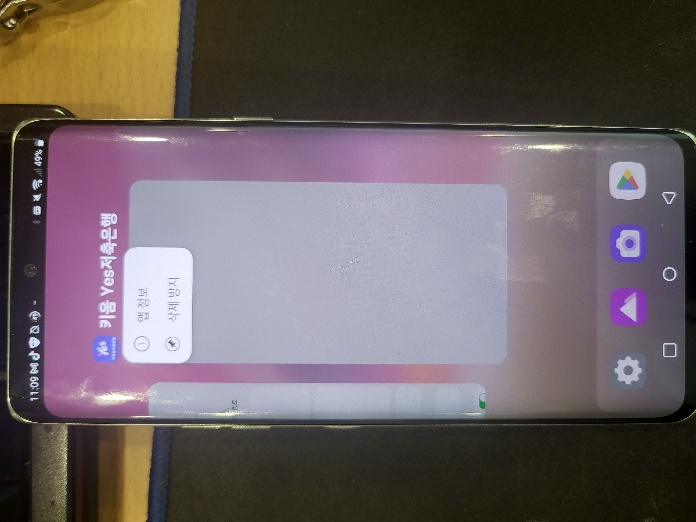 11:09
49%
Yes
키움 Yes저축은행
앱 정보
삭제 방지